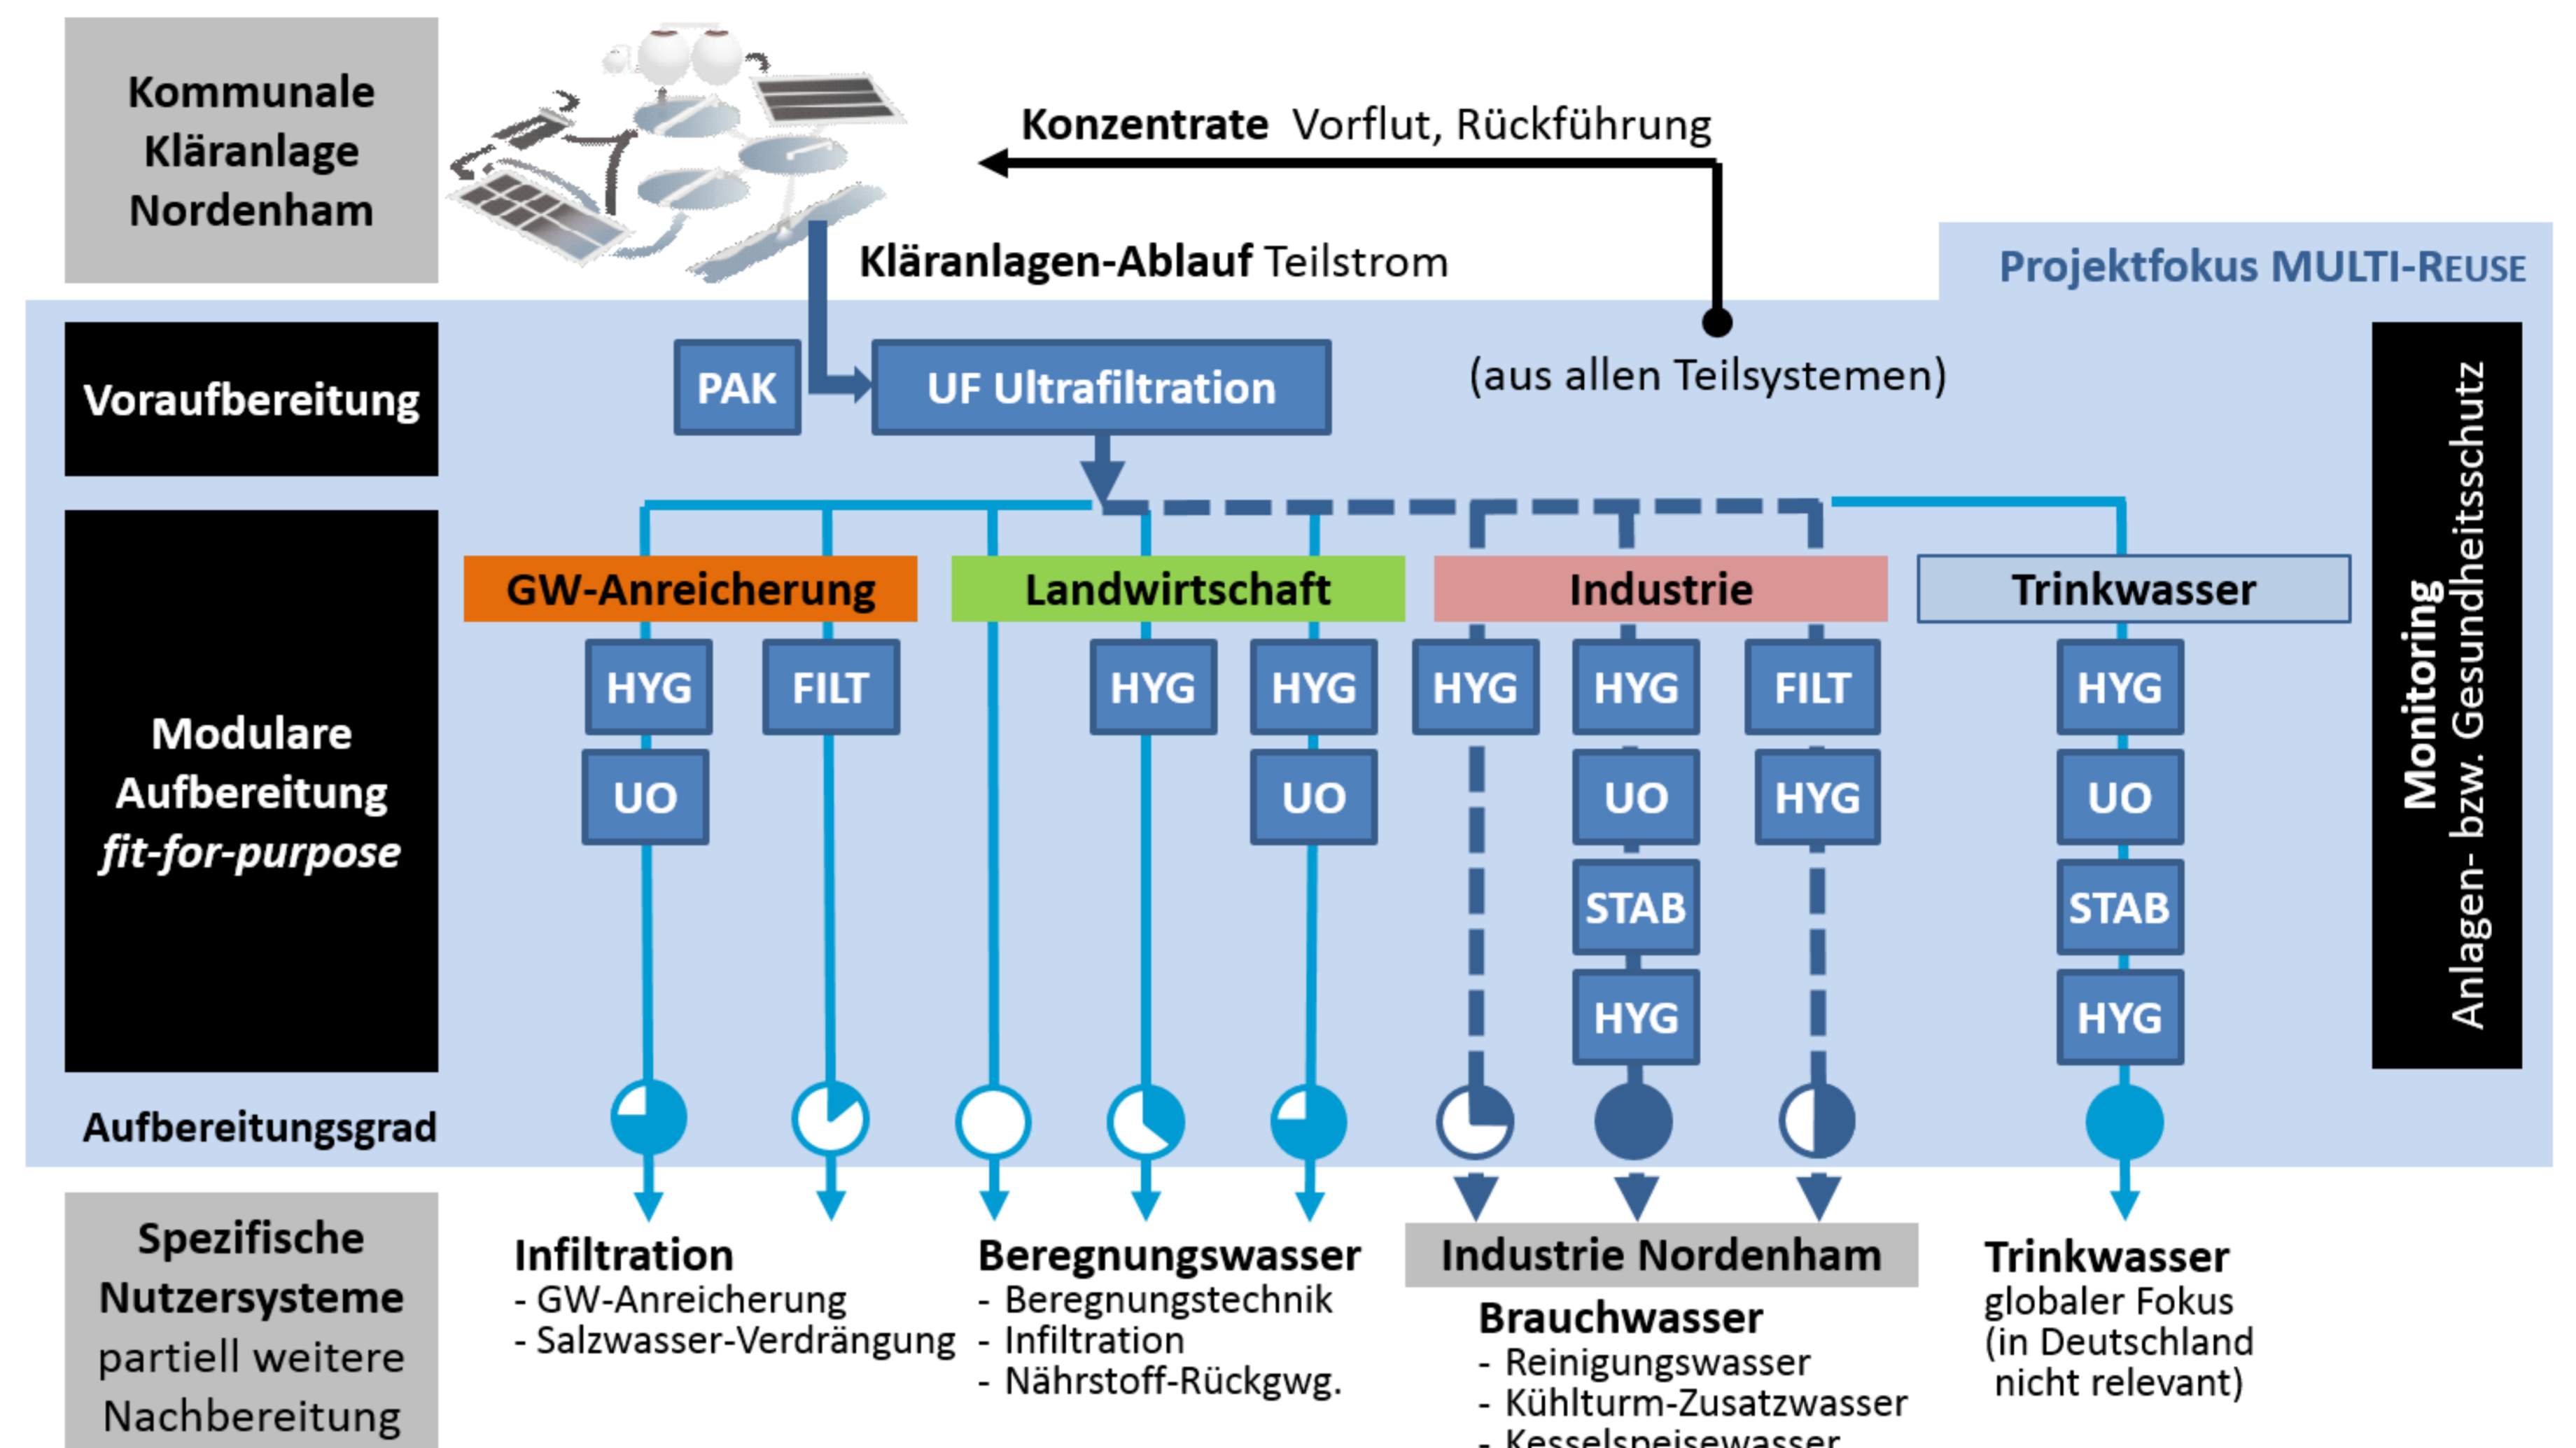 Kommunale
Kläranlage
Nordenham
Konzentrate Vorflut, Rückführung
Kläranlagen-Ablauf Teilstrom
Projektfokus MULTI-REUSE
Voraufbereitung
PAK
UF Ultrafiltration
(aus allen Teilsystemen)
Monitoring
Anlagen- bzw. Gesundheitsschutz
Modulare
Aufbereitung
fit-for-purpose
GW-Anreicherung
Landwirtschaft
Industrie
Trinkwasser
HYG FILT HYG HYG HYG HYG FILT HYG
UO UO UO HYG UO
STAB STAB
HYG HYG
Aufbereitungsgrad
Spezifische
Nutzersysteme
partiell weitere
Nachbereitung
Infiltration
- GW-Anreicherung
- Salzwasser-Verdrängung
Beregnungswasser
- Beregnungstechnik
- Infiltration
- Nährstoff-Rückgwg.
Industrie Nordenham
Brauchwasser
- Reinigungswasser
- Kühlturm-Zusatzwasser
- Kesselspeisewasser
Trinkwasser
globaler Fokus
(in Deutschland
nicht relevant)